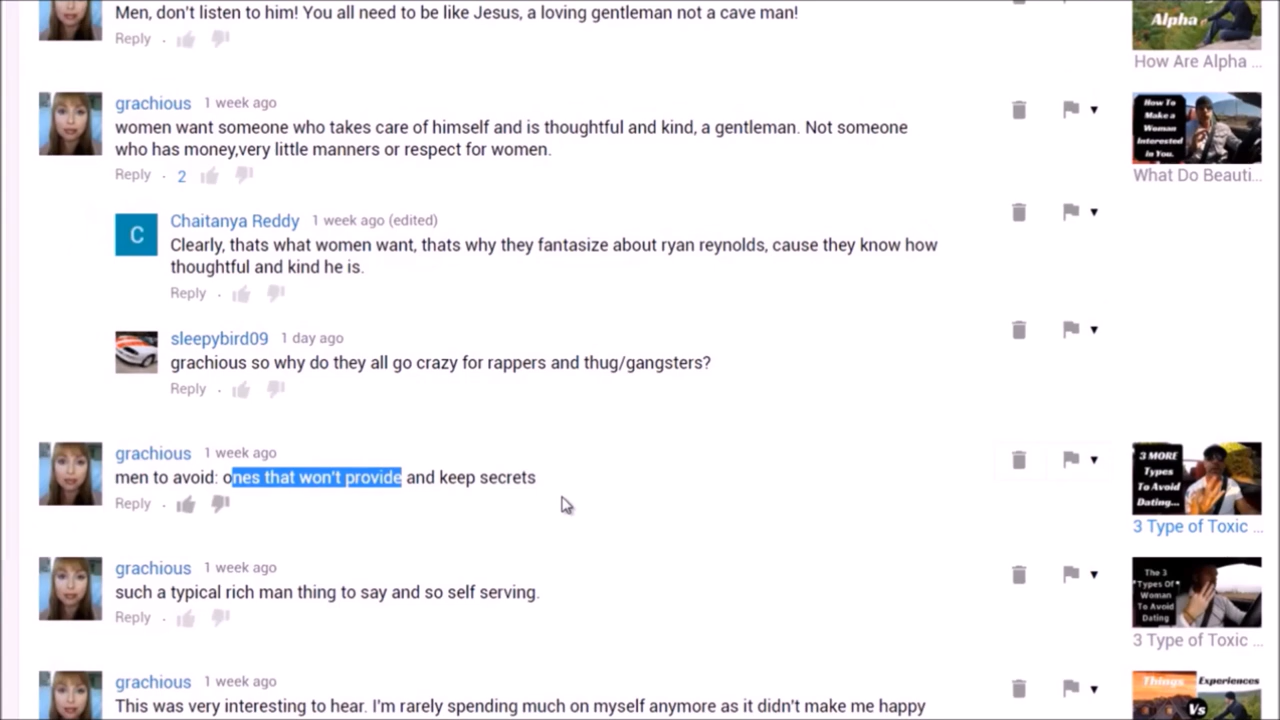 Men, don't listen to him! You all need to be like Jesus, a loving gentleman not a cave man!
Reply ·
Alpha
How Are Alpha ...
grachious 1 week ago
women want someone who takes care of himself and is thoughtful and kind, a gentleman. Not someone
who has money,very little manners or respect for women.
Reply · 2
How To
Make a
Woman
Interested
in You.
What Do Beauti...
C
Chaitanya Reddy 1 week ago (edited)
Clearly, thats what women want, thats why they fantasize about ryan reynolds, cause they know how
thoughtful and kind he is.
Reply ·
sleepybird09 1 day ago
grachious so why do they all go crazy for rappers and thug/gangsters?
Reply ·
grachious 1 week ago
men to avoid: ones that won't provide and keep secrets
Reply ·
3 MORE
Types
To Avoid
Dating...
3 Type of Toxic ...
grachious 1 week ago
such a typical rich man thing to say and so self serving.
Reply ·
The 3
Types Of
Woman
To Avoid
Dating
3 Type of Toxic ...
grachious 1 week ago
This was very interesting to hear. I'm rarely spending much on myself anymore as it didn't make me happy
Things Experiences
Vs